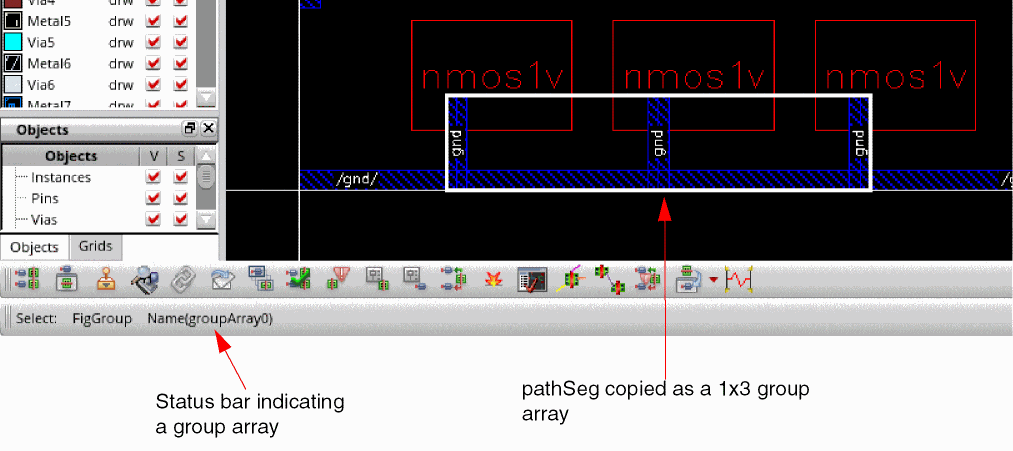 Via4 drw
Metal5 drw
Via5 drw
Metal6 drw
Via6 drw
Metal7 drw
Objects
Objects V S
Instances
Pins
Vias
Objects Grids
nmos1v nmos1v nmos1v
gnd gnd gnd
/gnd/
Select: FigGroup Name(groupArray0)
Status bar indicating
a group array
pathSeg copied as a 1x3 group
array